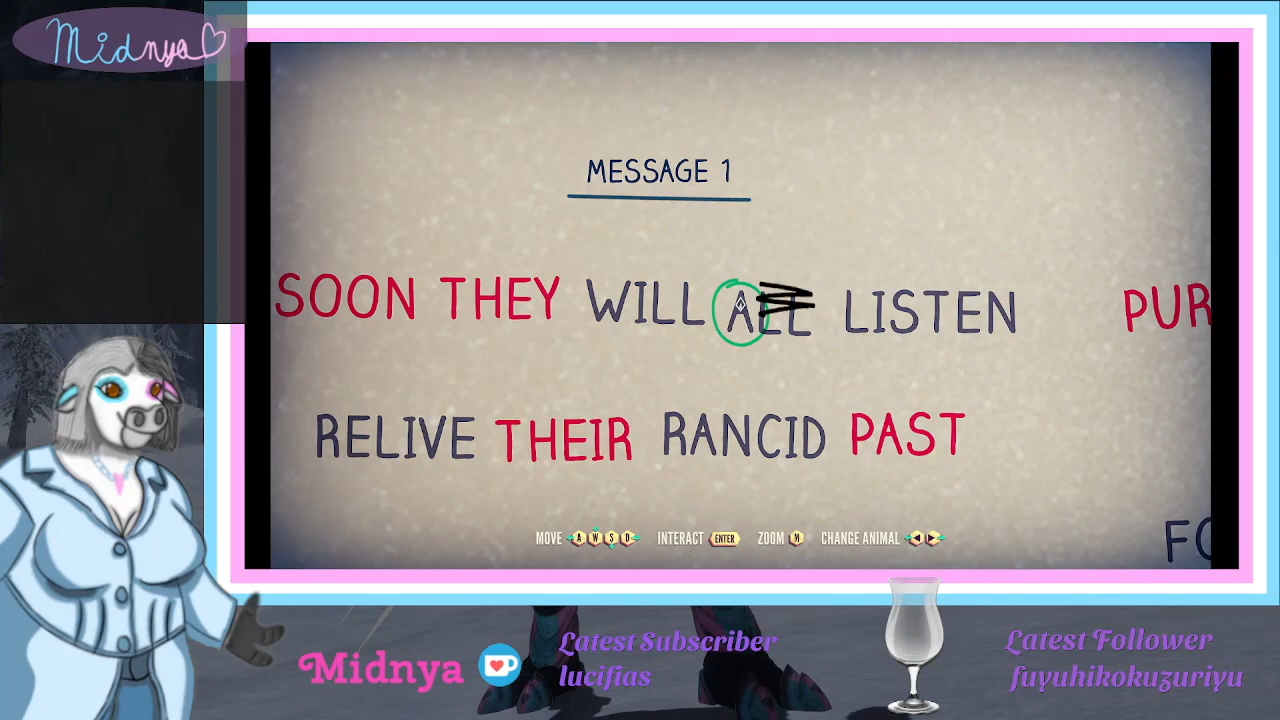 Midnya
MESSAGE 1
SOON THEY WILL ALL LISTEN
PUR
RELIVE THEIR RANCID PAST
FO
MOVE A W S D INTERACT ENTER ZOOM CHANGE ANIMAL
Midnya
Latest Subscriber
lucifias
Latest Follower
fuyuhikokuzuriyu